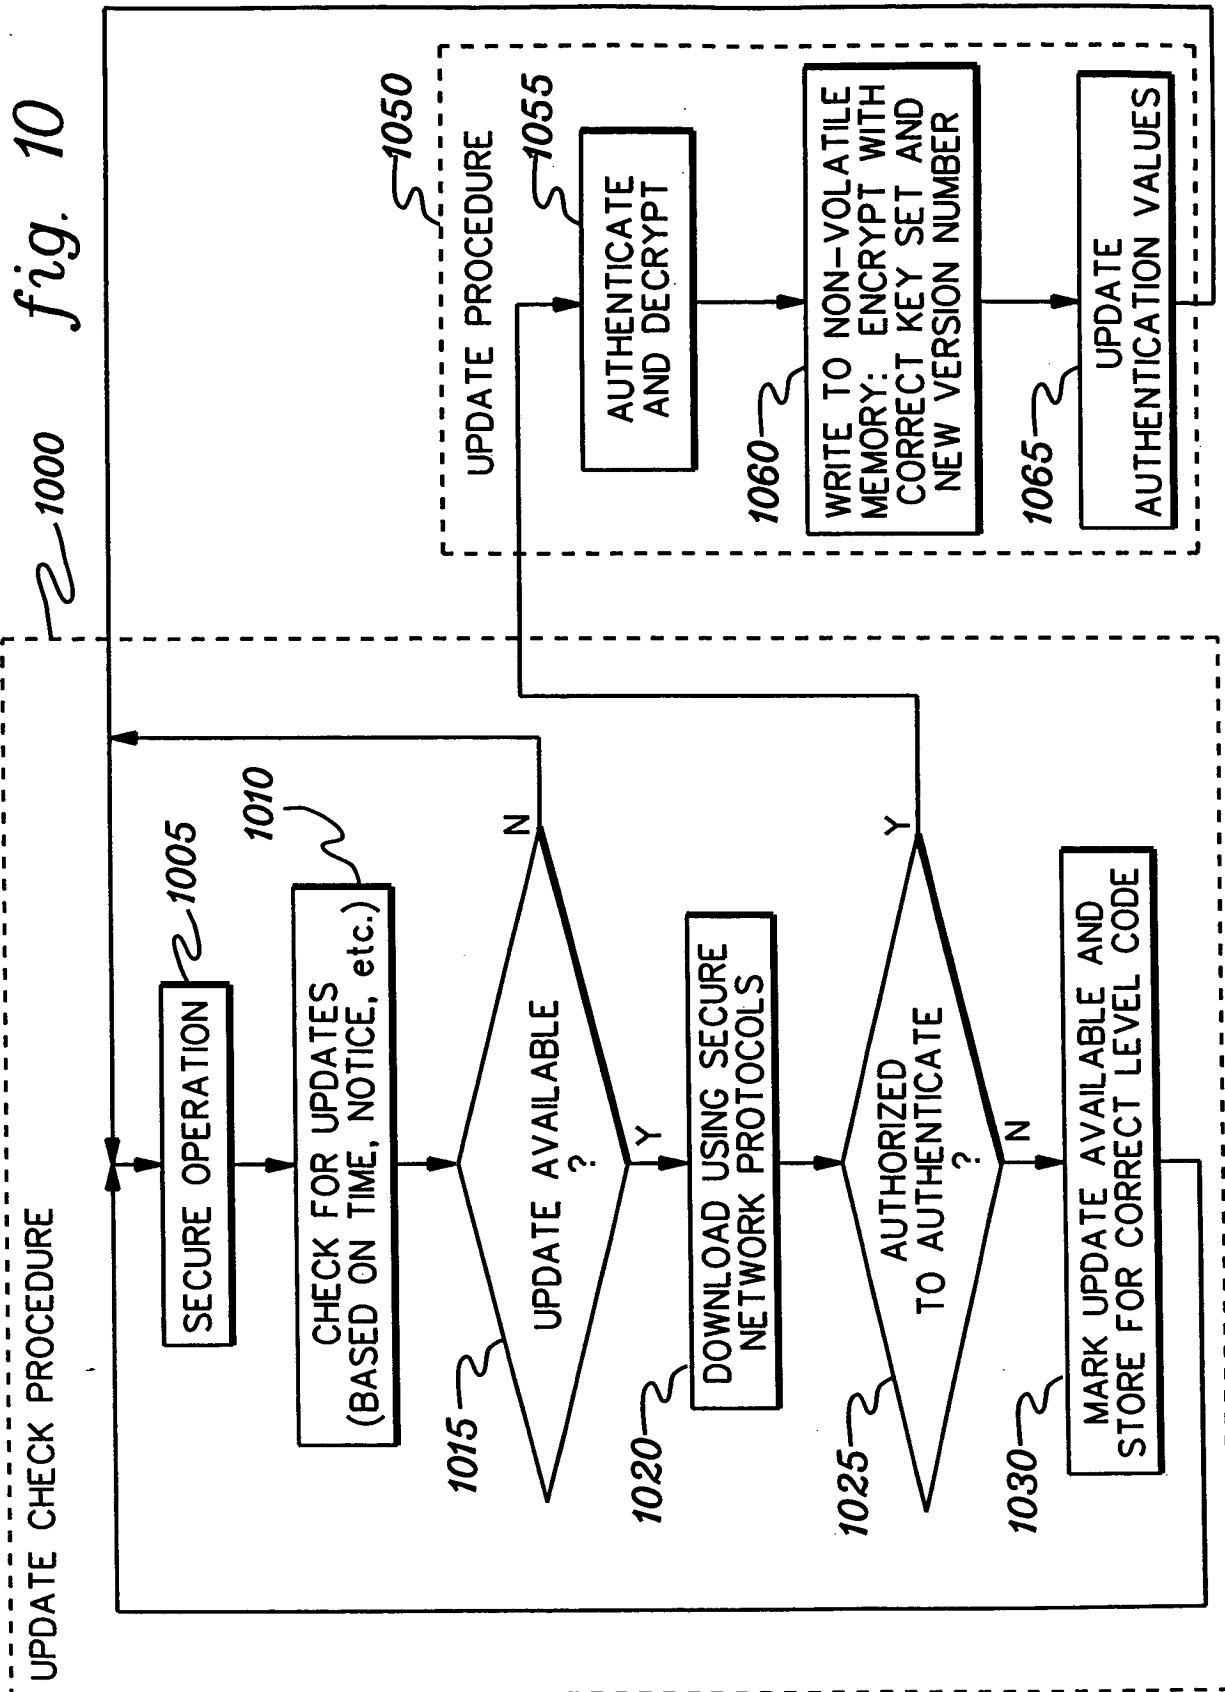 fig. 10
1000
UPDATE CHECK PROCEDURE
SECURE OPERATION
1005
CHECK FOR UPDATES
(BASED ON TIME, NOTICE, etc.)
1010
UPDATE AVAILABLE
?
1015
N
Y
DOWNLOAD USING SECURE
NETWORK PROTOCOLS
1020
AUTHORIZED
TO AUTHENTICATE
?
1025
Y
N
MARK UPDATE AVAILABLE AND
STORE FOR CORRECT LEVEL CODE
1030
1050
UPDATE PROCEDURE
AUTHENTICATE
AND DECRYPT
1055
WRITE TO NON-VOLATILE
MEMORY: ENCRYPT WITH
CORRECT KEY SET AND
NEW VERSION NUMBER
1060
UPDATE
AUTHENTICATION VALUES
1065